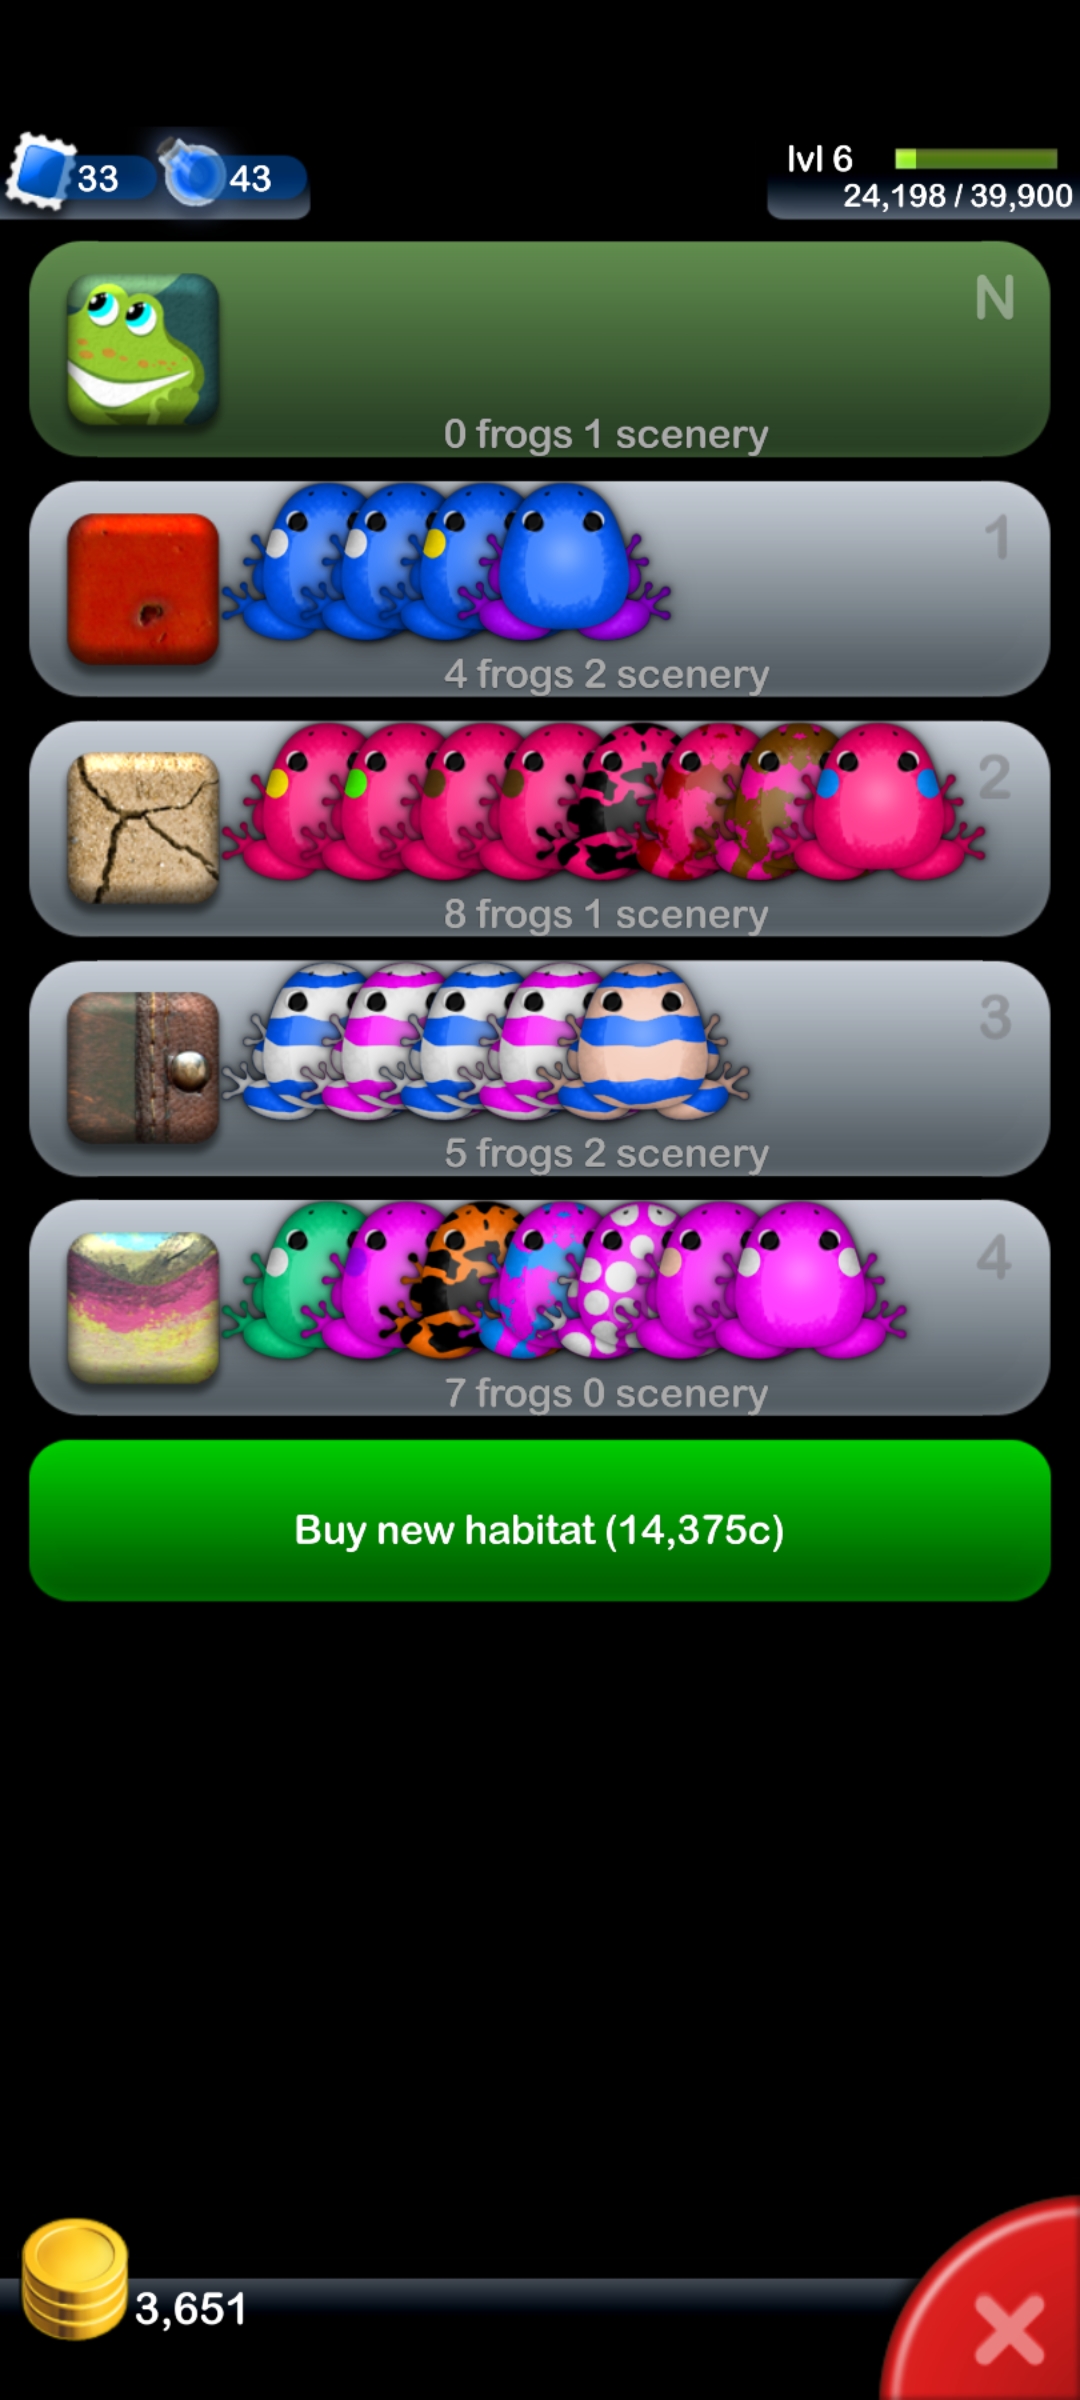 33
43
lvl 6
24,198 / 39,900
N
0 frogs 1 scenery
1
4 frogs 2 scenery
2
8 frogs 1 scenery
3
5 frogs 2 scenery
4
7 frogs 0 scenery
Buy new habitat (14,375c)
3,651